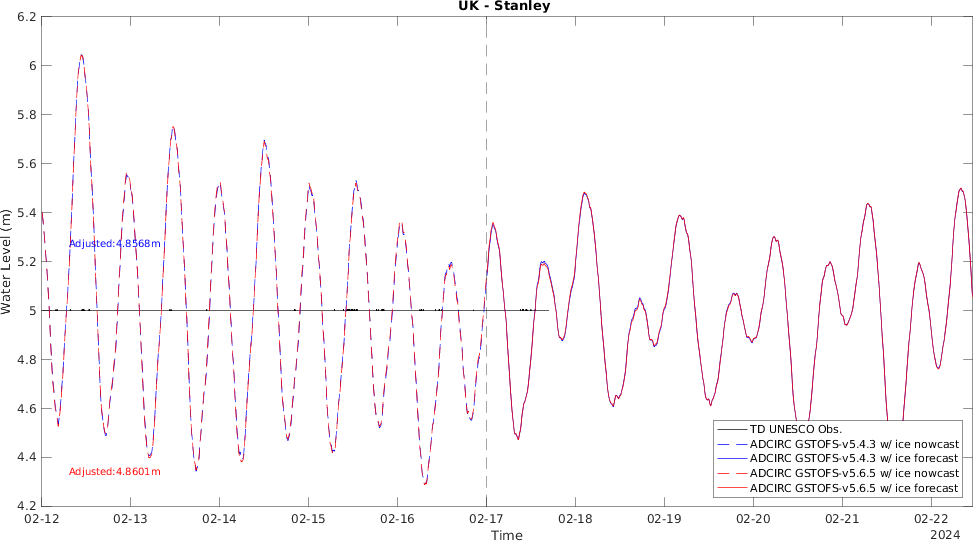 UK - Stanley
6.2
6
5.8
5.6
5.4
5.2
5
4.8
4.6
4.4
4.2
Water Level (m)
Adjusted:4.8568m
Adjusted:4.8601m
TD UNESCO Obs.
ADCIRC GSTOFS-v5.4.3 w/ ice nowcast
ADCIRC GSTOFS-v5.4.3 w/ ice forecast
ADCIRC GSTOFS-v5.6.5 w/ ice nowcast
ADCIRC GSTOFS-v5.6.5 w/ ice forecast
02-12 02-13 02-14 02-15 02-16 02-17 02-18 02-19 02-20 02-21 02-22
Time
2024